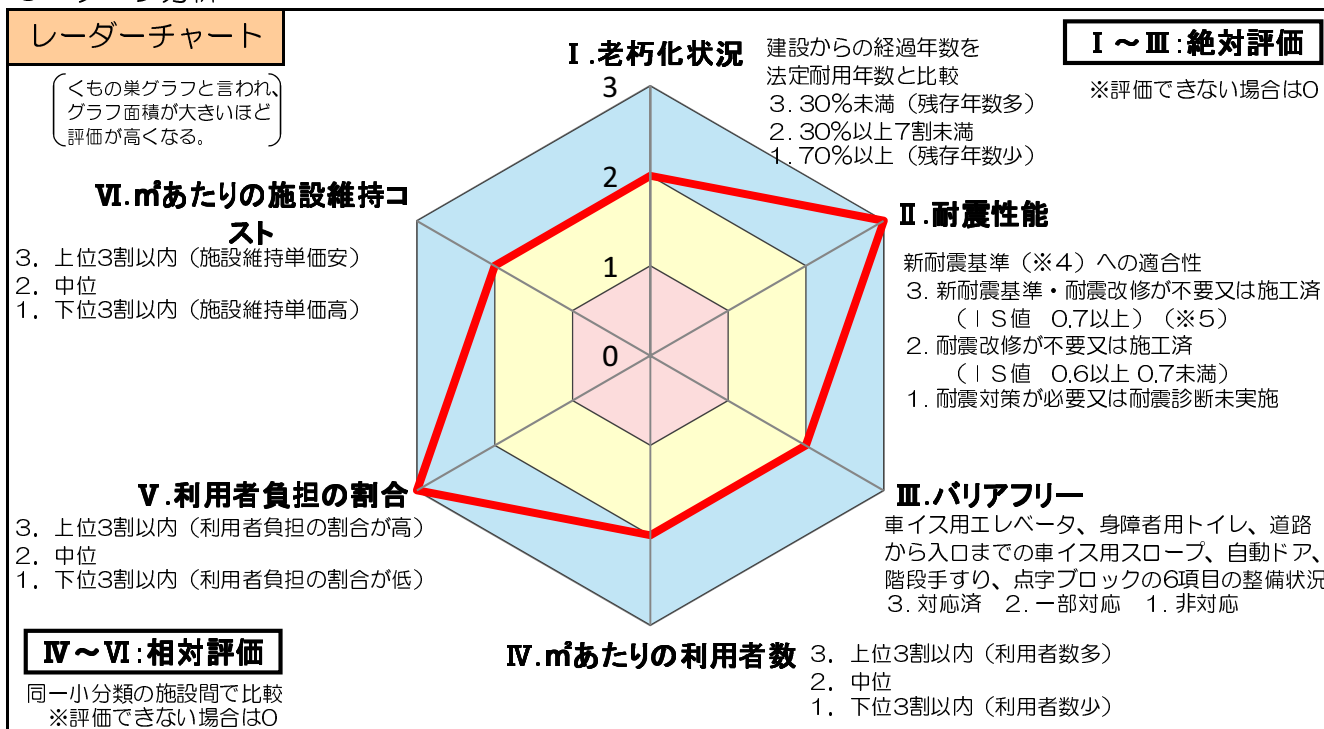 レーダーチャート
くもの巣グラフと言われ、
グラフ面積が大きいほど
評価が高くなる。
Ⅰ.老朽化状況
建設からの経過年数を
法定耐用年数と比較
3.30%未満（残存年数多）
2.30%以上7割未満
1.70%以上（残存年数少）
Ⅰ～Ⅲ:絶対評価
※評価できない場合は0
3
2
1
0
Ⅱ.耐震性能
新耐震基準（※4）への適合性
3.新耐震基準・耐震改修が不要又は施工済
（ＩＳ値 0.7以上）（※5）
2.耐震改修が不要又は施工済
（ＩＳ値 0.6以上 0.7未満）
1.耐震対策が必要又は耐震診断未実施
Ⅲ.バリアフリー
車イス用エレベータ、身障者用トイレ、道路
から入口までの車イス用スロープ、自動ドア、
階段手すり、点字ブロックの6項目の整備状況
3.対応済 2.一部対応 1.非対応
Ⅳ.㎡あたりの利用者数
3. 上位3割以内（利用者数多）
2. 中位
1. 下位3割以内（利用者数少）
Ⅴ.利用者負担の割合
3. 上位3割以内（利用者負担の割合が高）
2. 中位
1. 下位3割以内（利用者負担の割合が低）
Ⅵ.㎡あたりの施設維持コ
スト
3. 上位3割以内（施設維持単価安）
2. 中位
1. 下位3割以内（施設維持単価高）
Ⅳ～Ⅵ:相対評価
同一小分類の施設間で比較
※評価できない場合は0